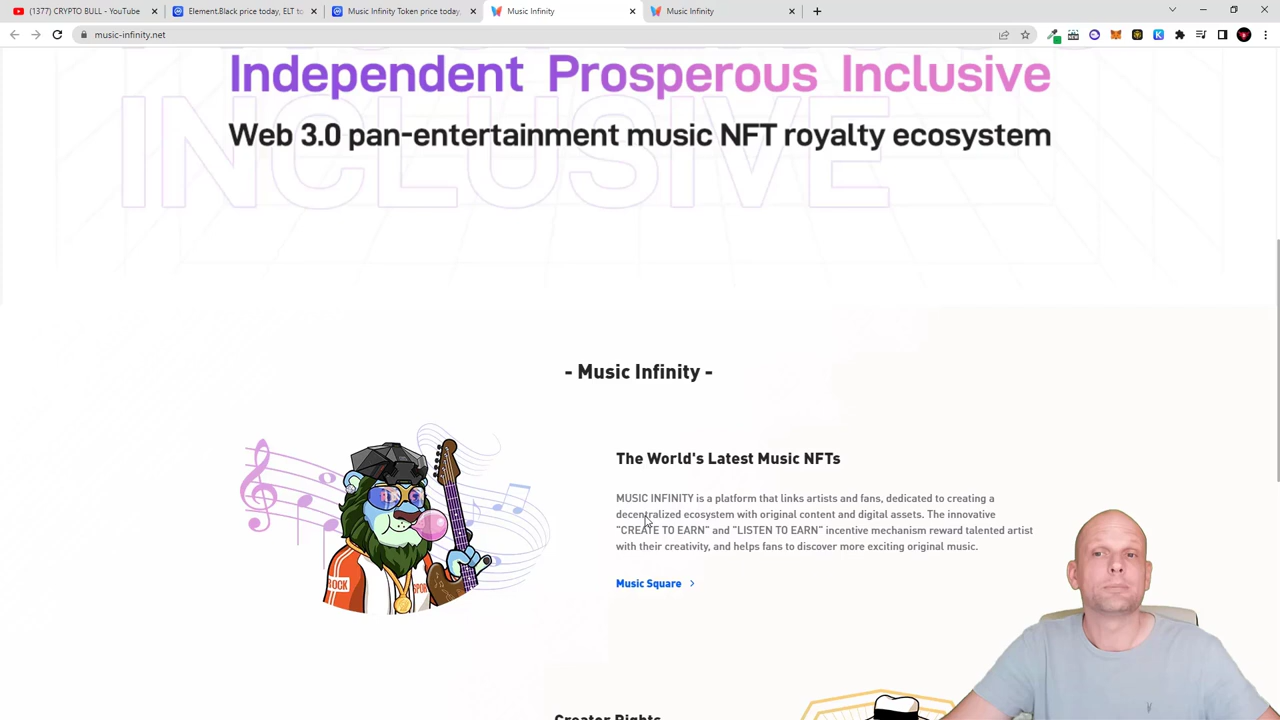 (1377) CRYPTO BULL - YouTube
Element.Black price today, ELT to
Music Infinity Token price today,
Music Infinity
Music Infinity
music-infinity.net
Independent Prosperous Inclusive
INCLUSIVE
Web 3.0 pan-entertainment music NFT royalty ecosystem
- Music Infinity -
The World's Latest Music NFTs
MUSIC INFINITY is a platform that links artists and fans, dedicated to creating a
decentralized ecosystem with original content and digital assets. The innovative
"CREATE TO EARN" and "LISTEN TO EARN" incentive mechanism reward talented artist
with their creativity, and helps fans to discover more exciting original music.
Music Square >
ROCK
Creator Rights